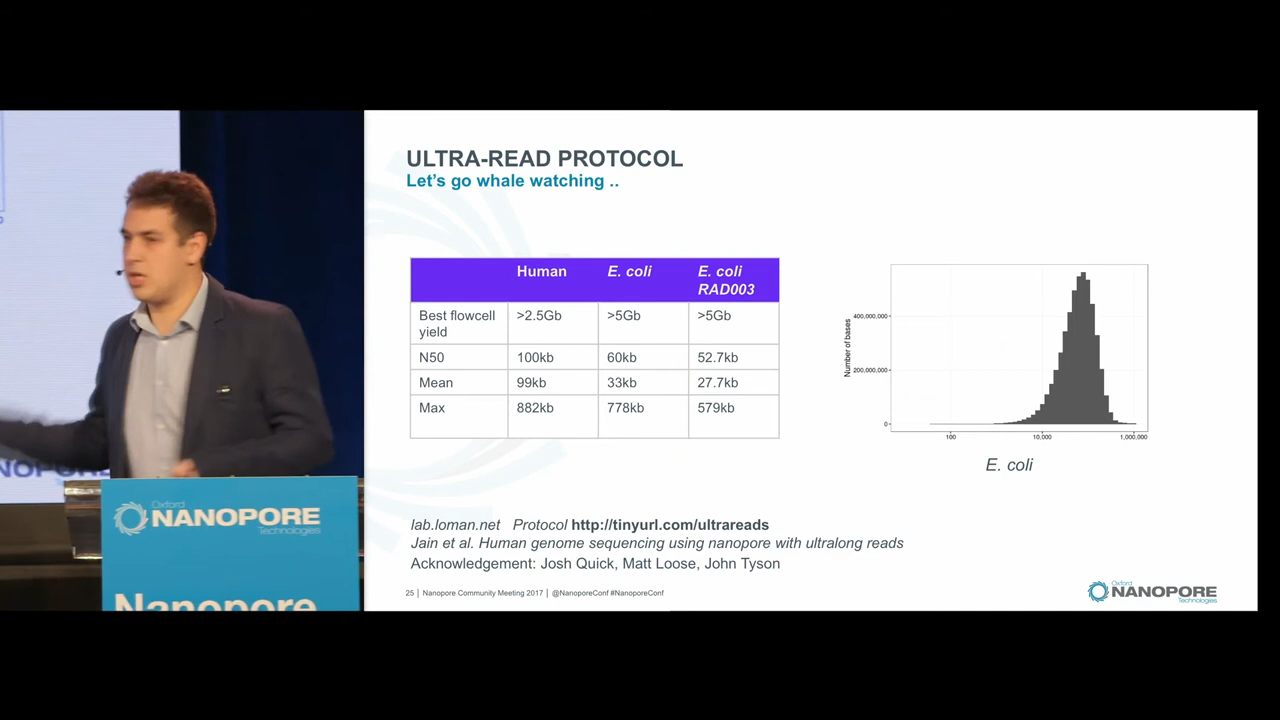 ULTRA-READ PROTOCOL
Let's go whale watching ..
Human E. coli E. coli
RAD003
Best flowcell yield >2.5Gb >5Gb >5Gb
N50 100kb 60kb 52.7kb
Mean 99kb 33kb 27.7kb
Max 882kb 778kb 579kb
Number of bases
400,000,000
200,000,000
0
100 10,000 1,000,000
E. coli
lab.loman.net Protocol http://tinyurl.com/ultrareads
Jain et al. Human genome sequencing using nanopore with ultralong reads
Acknowledgement: Josh Quick, Matt Loose, John Tyson
25 | Nanopore Community Meeting 2017 | @NanoporeConf #NanoporeConf
Oxford
NANOPORE
Technologies
Oxford
NANOPORE
Technologies
Nanopore